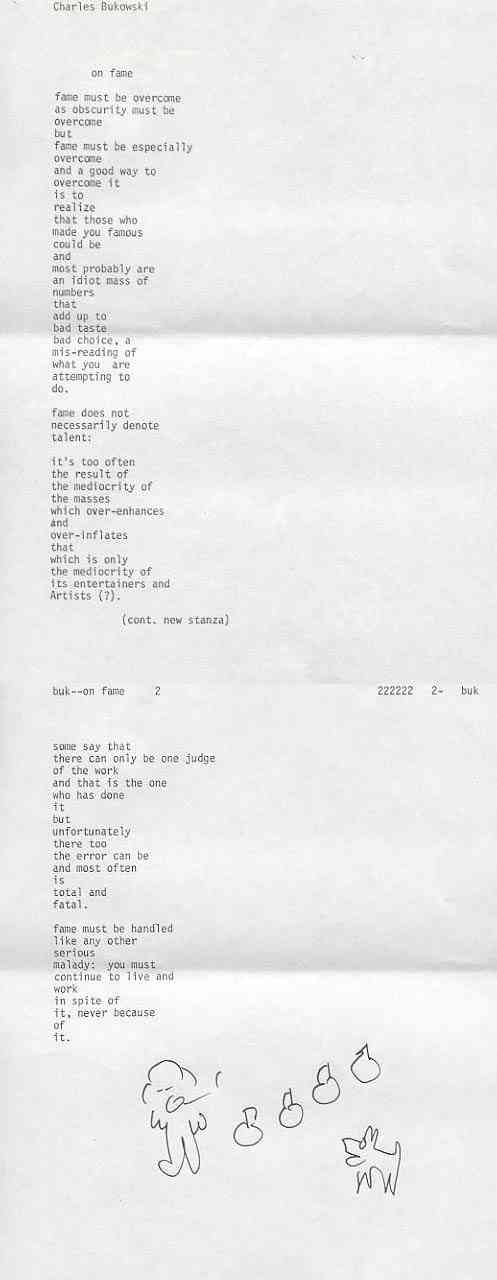 Charles Bukowski
on fame
fame must be overcome
as obscurity must be
overcome
but
fame must be especially
overcome
and a good way to
overcome it
is to
realize
that those who
made you famous
could be
and
most probably are
an idiot mass of
numbers
that
add up to
bad taste
bad choice, a
mis-reading of
what you  are
attempting to
do.
fame does not
necessarily denote
talent:
it's too often
the result of
the mediocrity of
the masses
which over-enhances
and
over-inflates
that
which is only
the mediocrity of
its entertainers and
Artists (?).
(cont. new stanza)
buk--on fame    2    222222  2-  buk
some say that
there can only be one judge
of the work
and that is the one
who has done
it
but
unfortunately
there too
the error can be
and most often
is
total and
fatal.
fame must be handled
like any other
serious
malady:  you must
continue to live and
work
in spite of
it, never because
of
it.